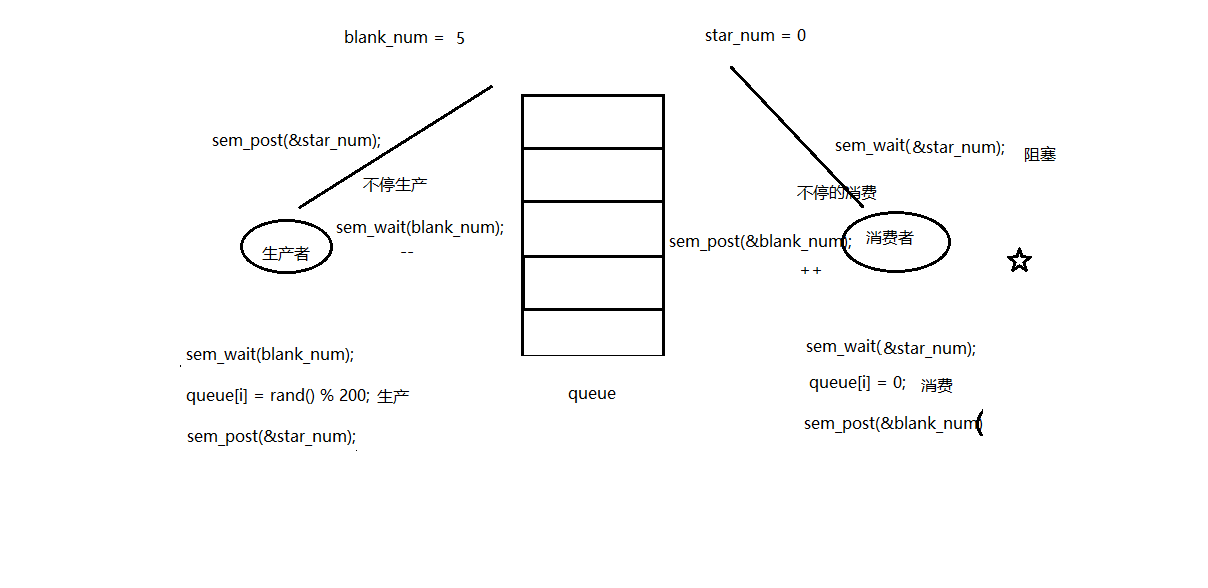 blank_num = 5
star_num = 0
sem_post(&star_num);
不停生产
sem_wait(blank_num);
--
生产者
sem_wait(&star_num);
阻塞
不停的消费
sem_post(&blank_num);
++
消费者
sem_wait(blank_num);
queue[i] = rand() % 200; 生产
sem_post(&star_num);
queue
sem_wait(&star_num);
queue[i] = 0; 消费
sem_post(&blank_num)